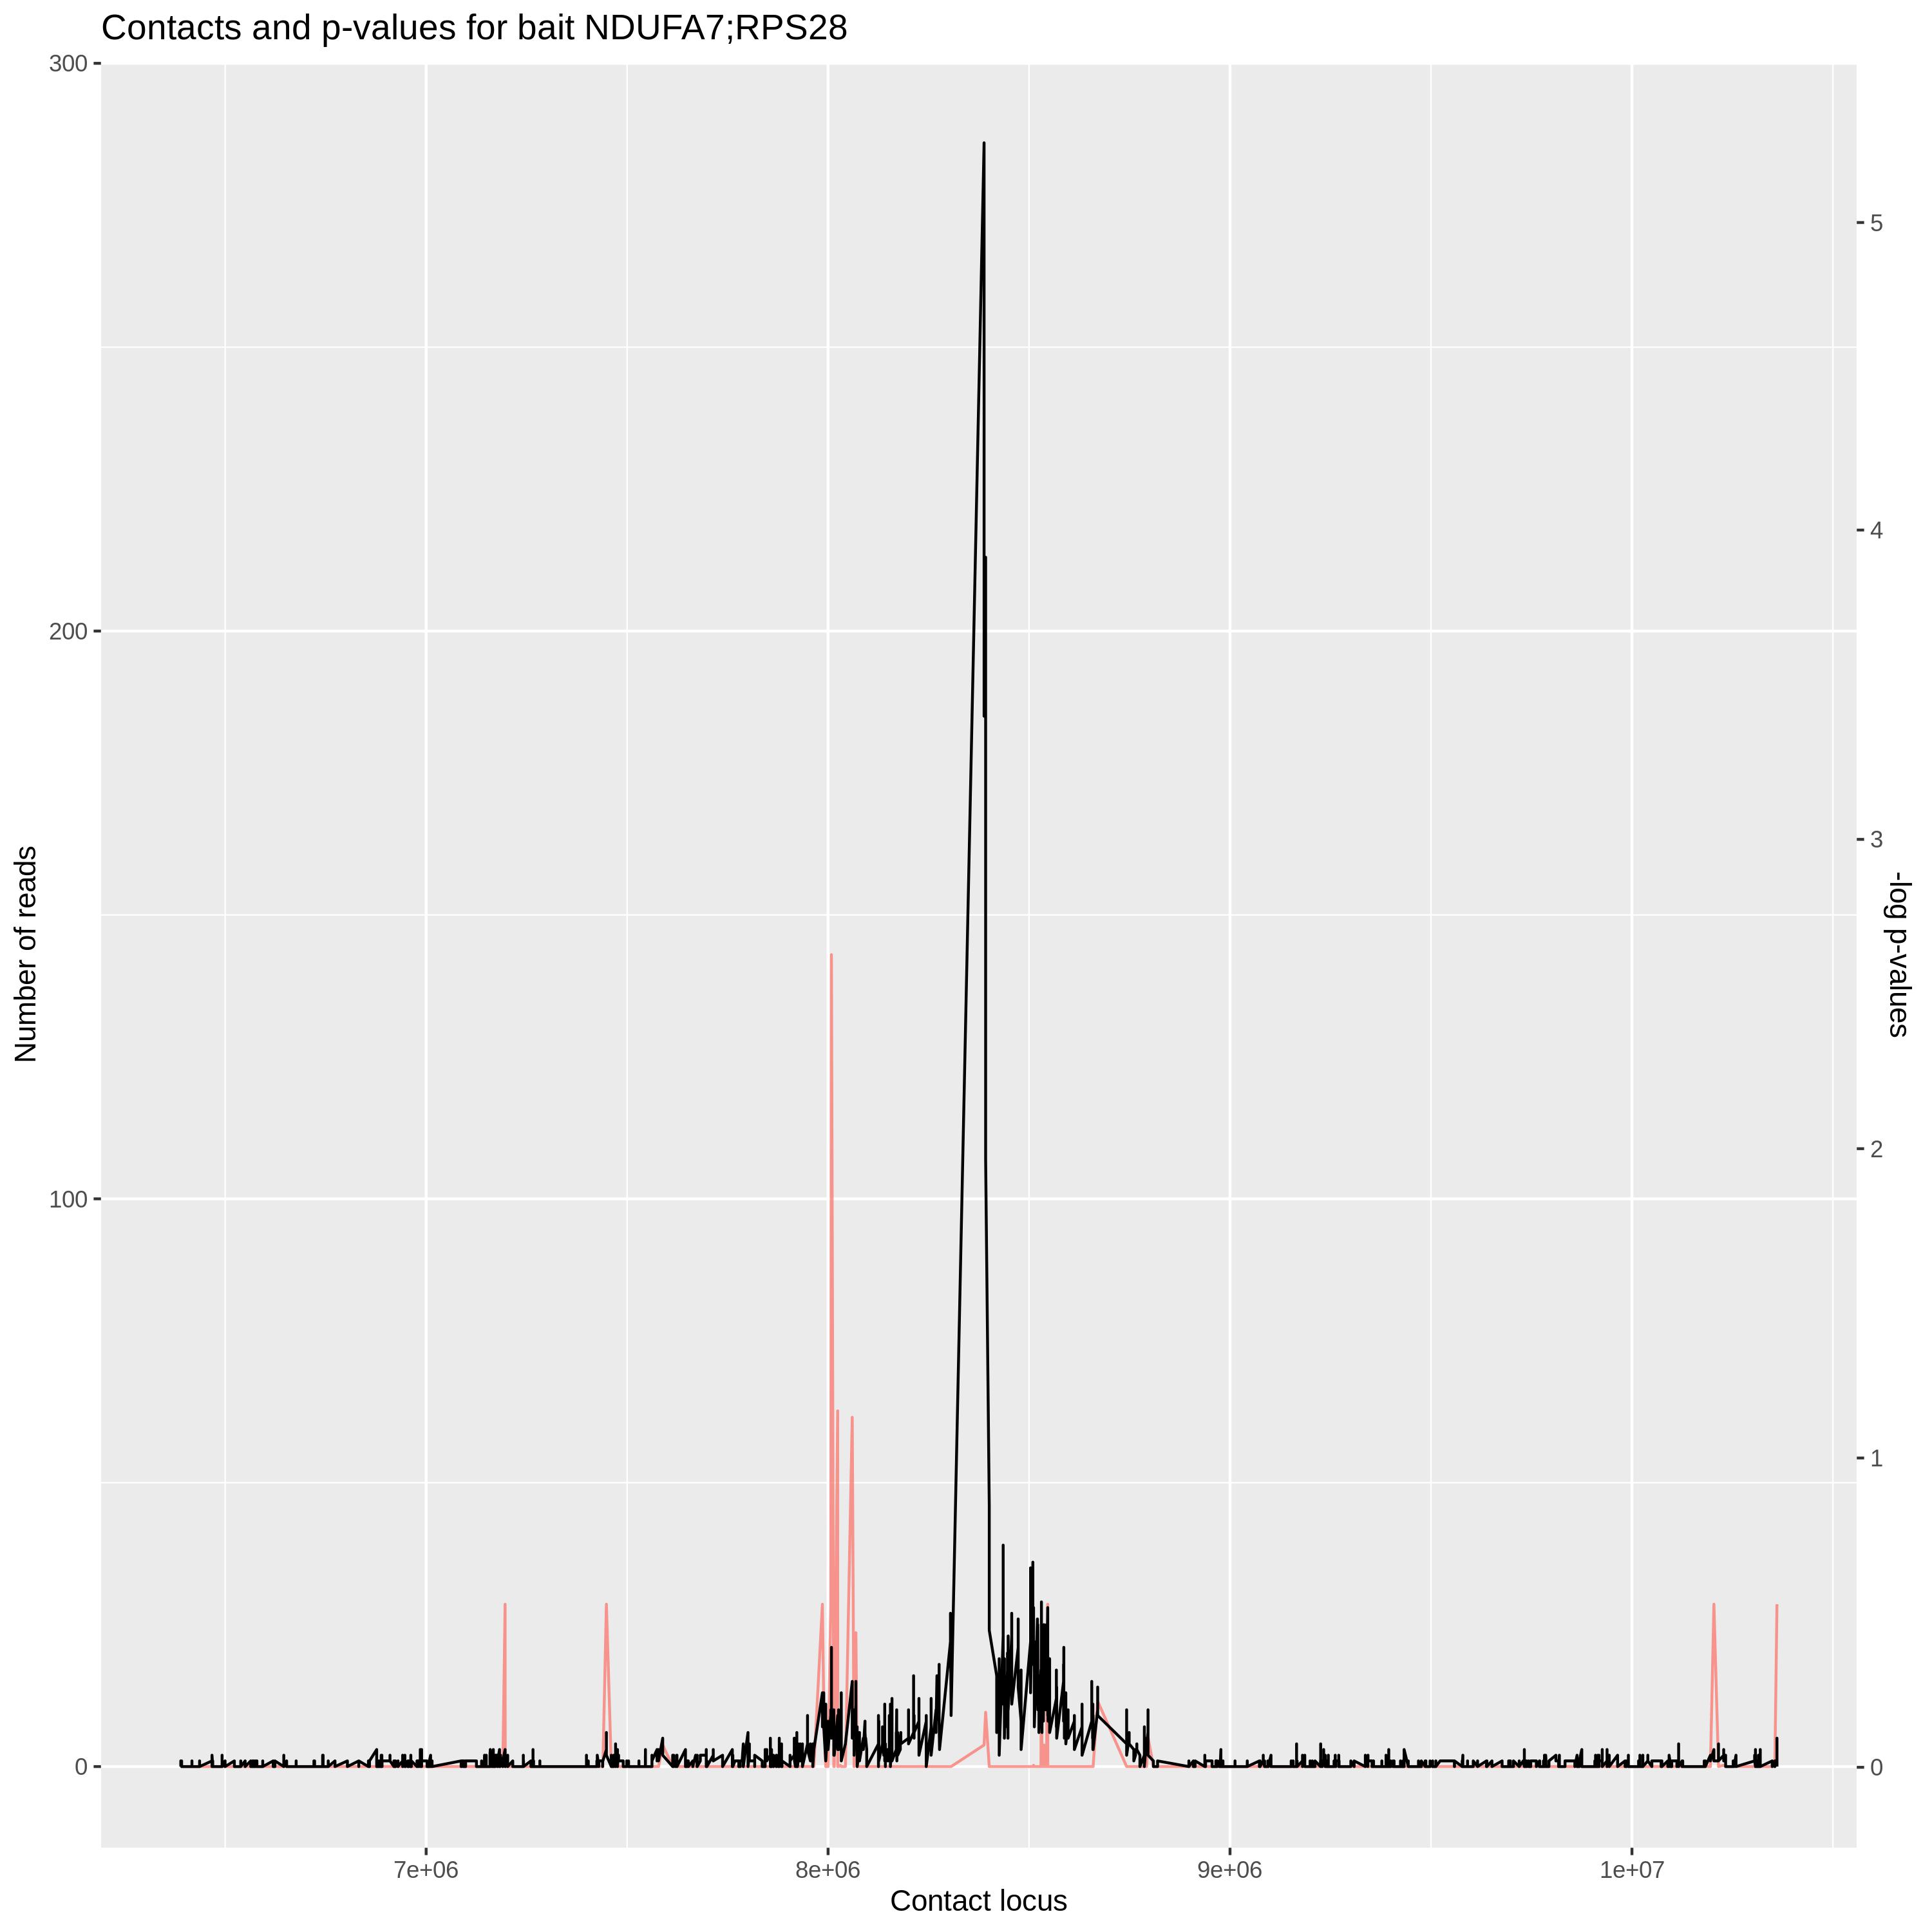 Contacts and p-values for bait NDUFA7;RPS28
300
200
100
0
Number of reads
5
4
3
2
1
0
-log p-values
7e+06
8e+06
9e+06
1e+07
Contact locus